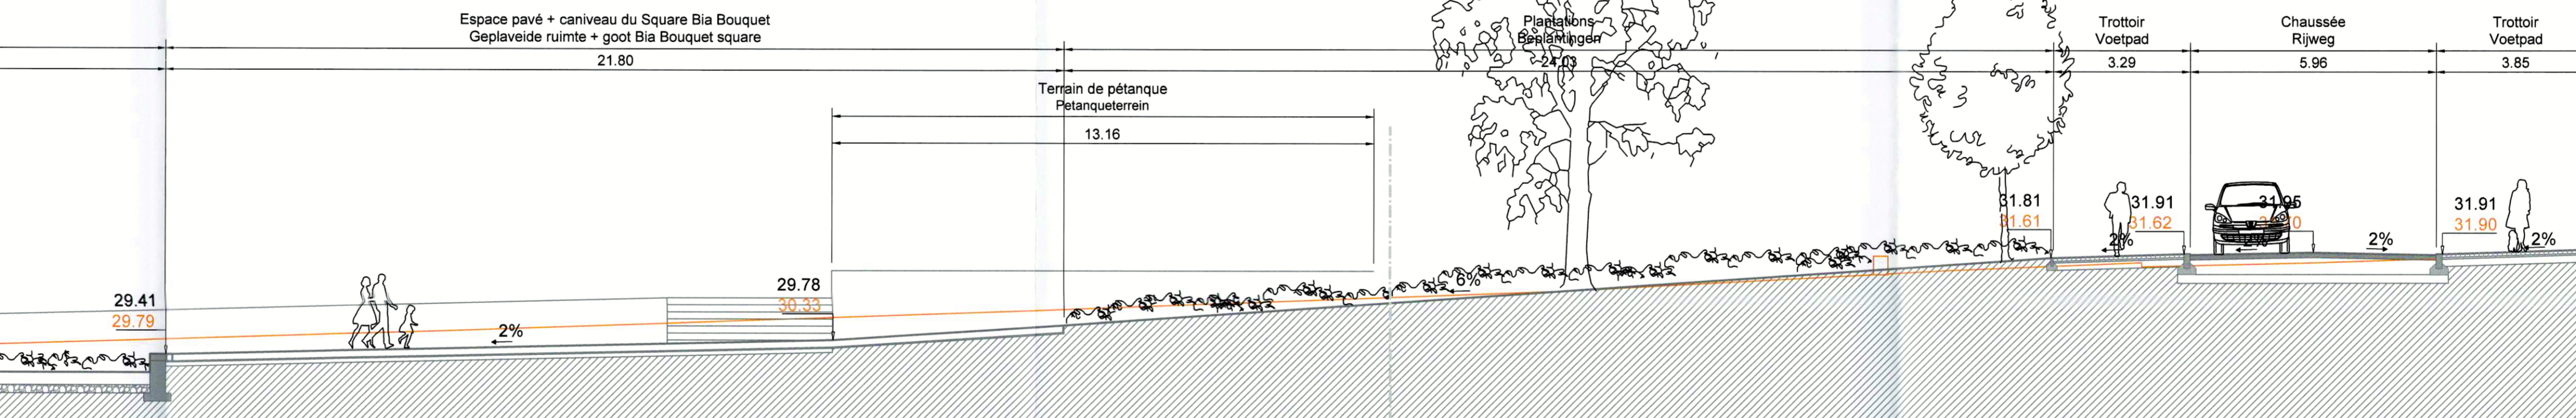 Espace pavé + caniveau du Square Bia Bouquet
Geplaveide ruimte + goot Bia Bouquet square
21.80
Plantations
Beplantingen
24.03
Trottoir
Voetpad
3.29
Chaussée
Rijweg
5.96
Trottoir
Voetpad
3.85
Terrain de pétanque
Petanqueterrein
13.16
29.41
29.79
2%
29.78
30.33
6%
31.81
31.61
2%
31.91
31.62
31.95
2%
2%
31.91
31.90
2%